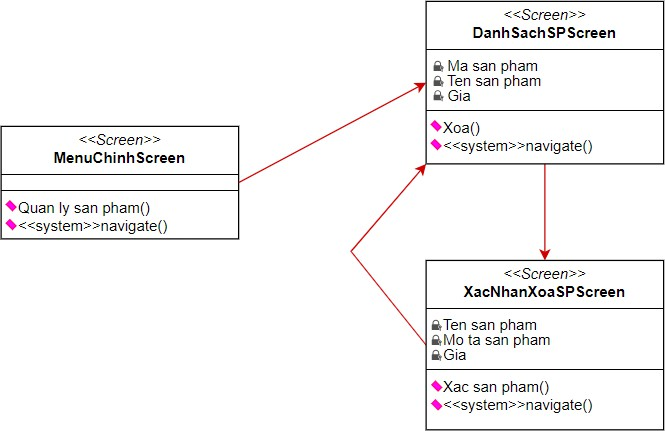 <<Screen>>
MenuChinhScreen
Quan ly san pham()
<<system>>navigate()
<<Screen>>
DanhSachSPScreen
Ma san pham
Ten san pham
Gia
Xoa()
<<system>>navigate()
<<Screen>>
XacNhanXoaSPScreen
Ten san pham
Mo ta san pham
Gia
Xac san pham()
<<system>>navigate()